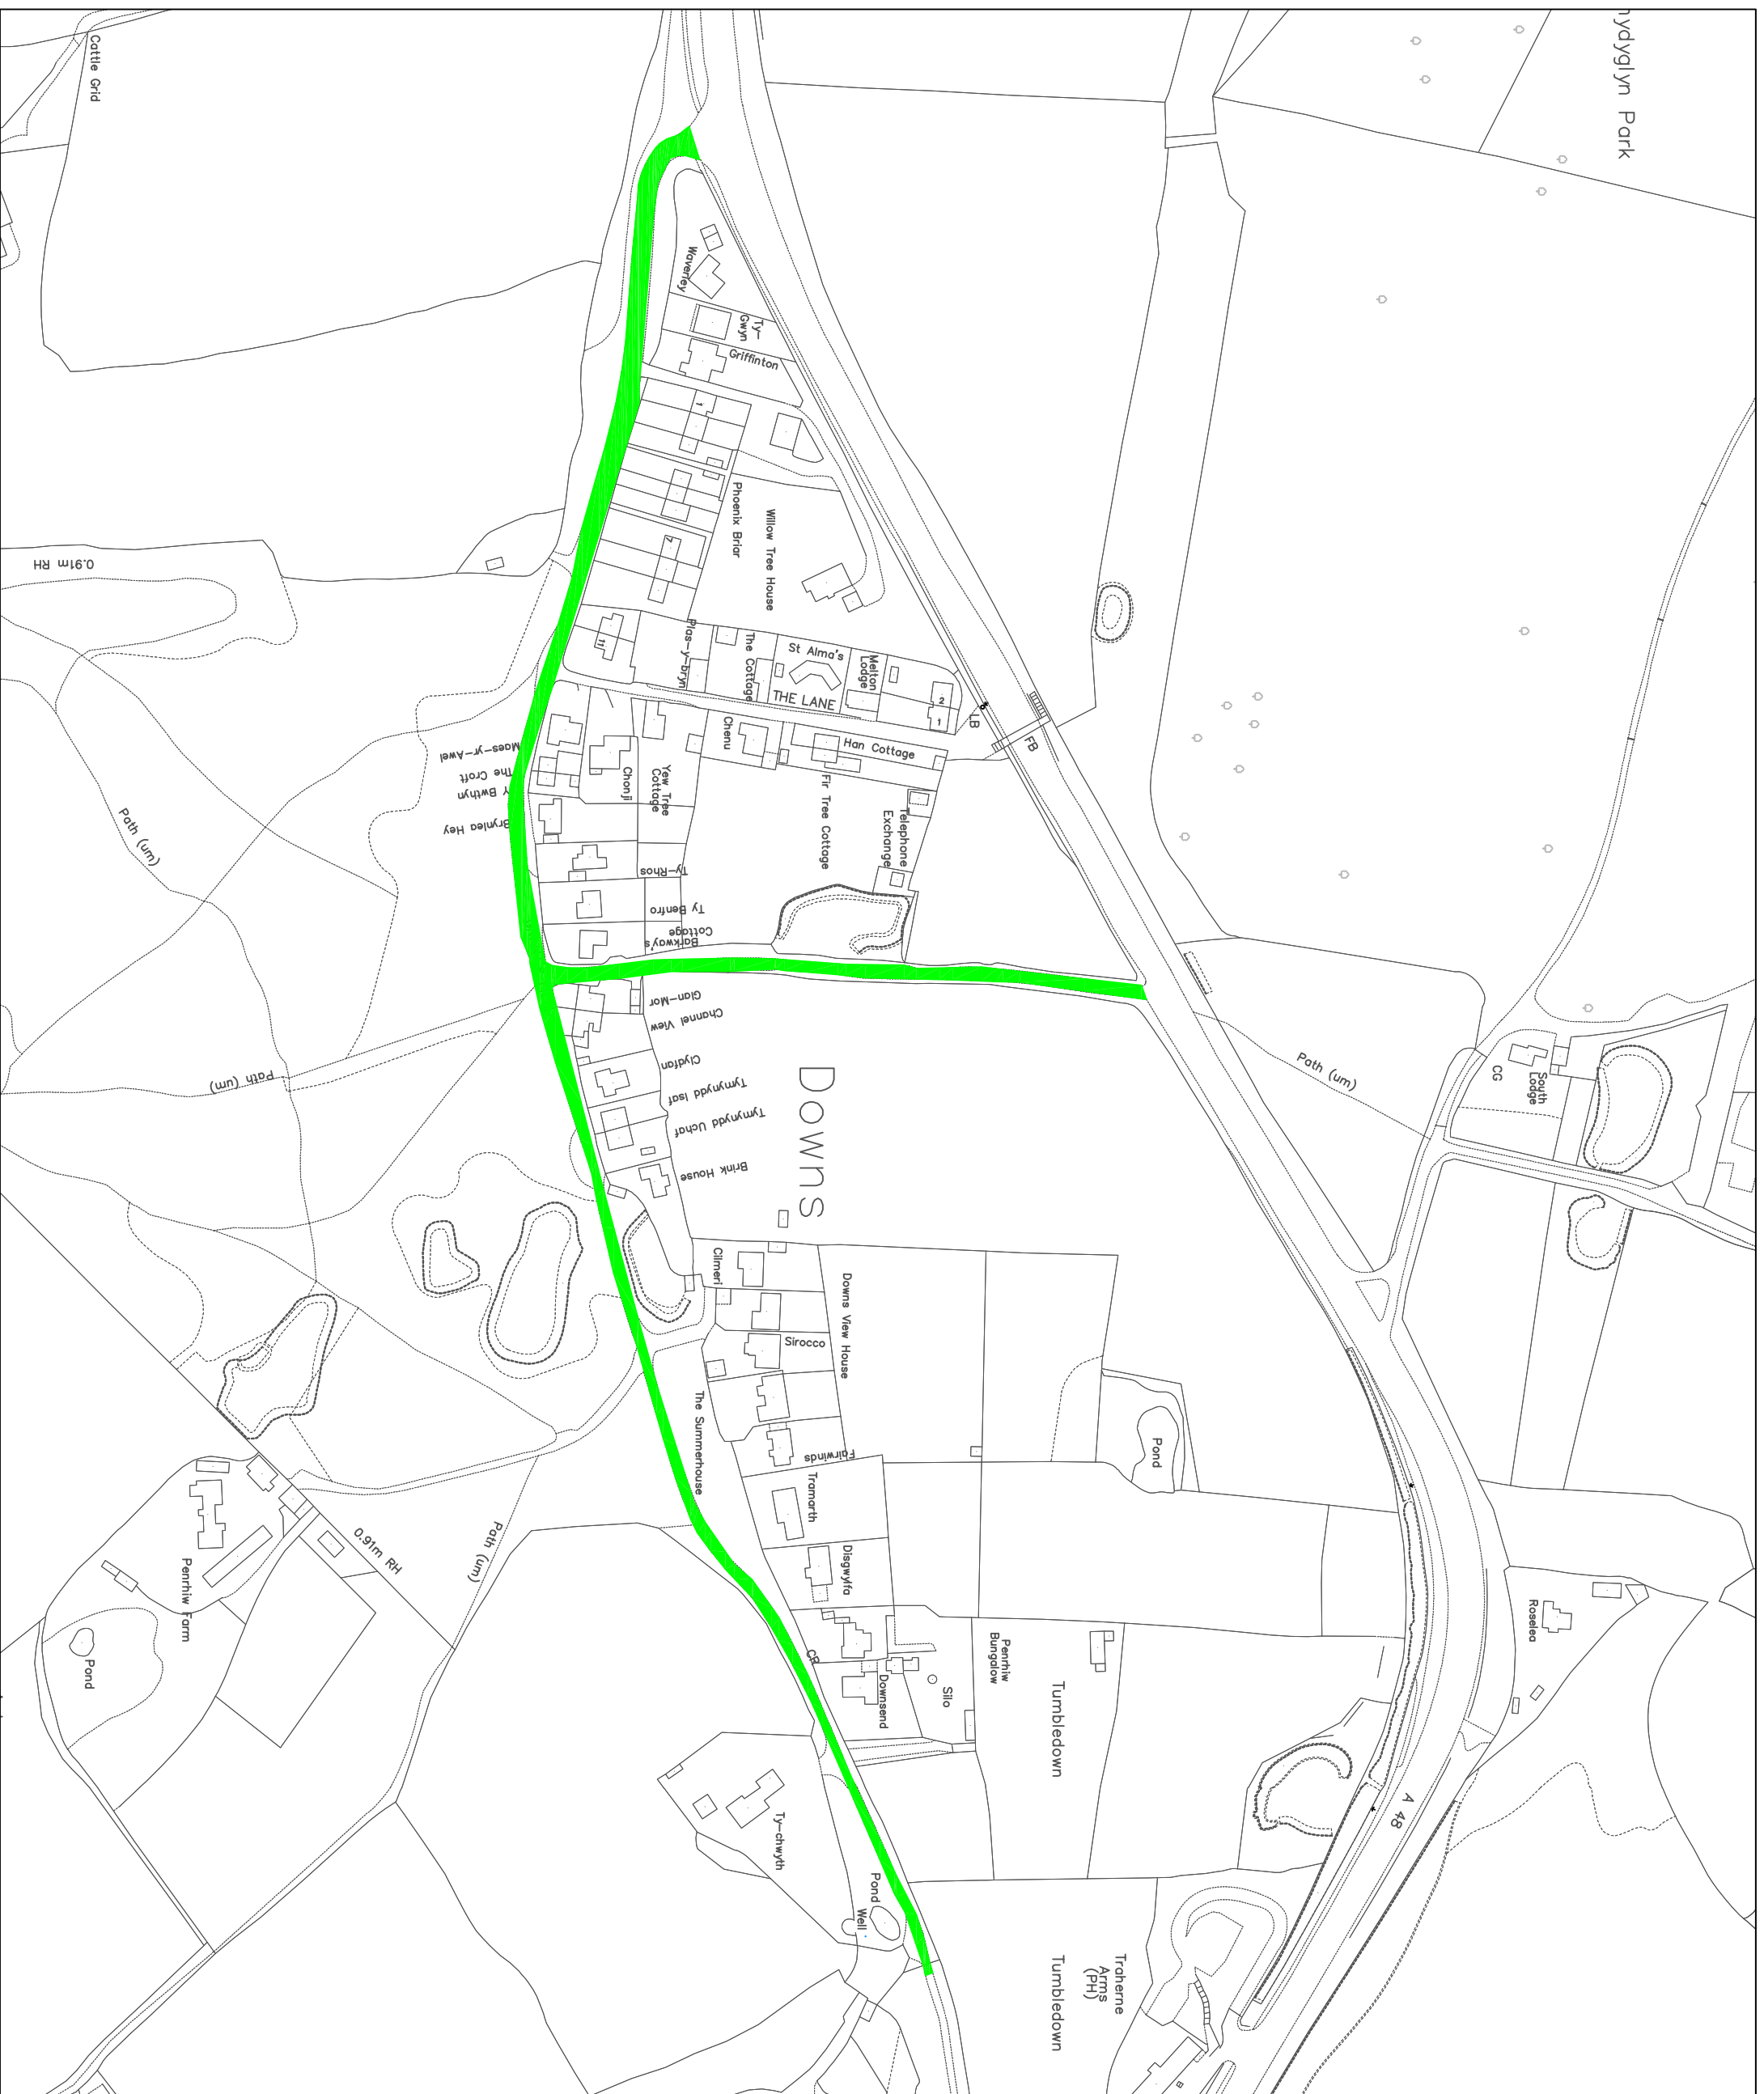 nydyglyn Park
Cattle Grid
Waverley
Ty-
Gwyn
Griffinton
1
Phoenix Briar
Willow Tree House
7
0.91m RH
11
Plas-y-bryn
The Cottage
St Alma's
Melton
Lodge
THE LANE
2
1
LB
FB
Chenu
Han Cottage
Maes-yr-Awel
The Croft
Y Bwthyn
Brynlea Hey
Chonji
Yew Tree
Cottage
Fir Tree Cottage
Telephone
Exchange
Path (um)
Ty-Rhos
Ty Benfro
Barkway's
Cottage
Glan-Mor
Channel View
Clydfan
Tymynydd Isaf
Tymynydd Uchaf
Brink House
Downs
Path (um)
Path (um)
CG
South
Lodge
Cilmeri
Downs View House
Sirocco
The Summerhouse
Fairwinds
Tramarth
Disgwylfa
Pond
Path (um)
0.91m RH
Penrhiw Farm
Pond
CR
Downsend
Silo
Penrhiw
Bungalow
Tumbledown
Roselea
A 48
Ty-chwyth
Pond
Well
Tumbledown
Traherne
Arms
(PH)